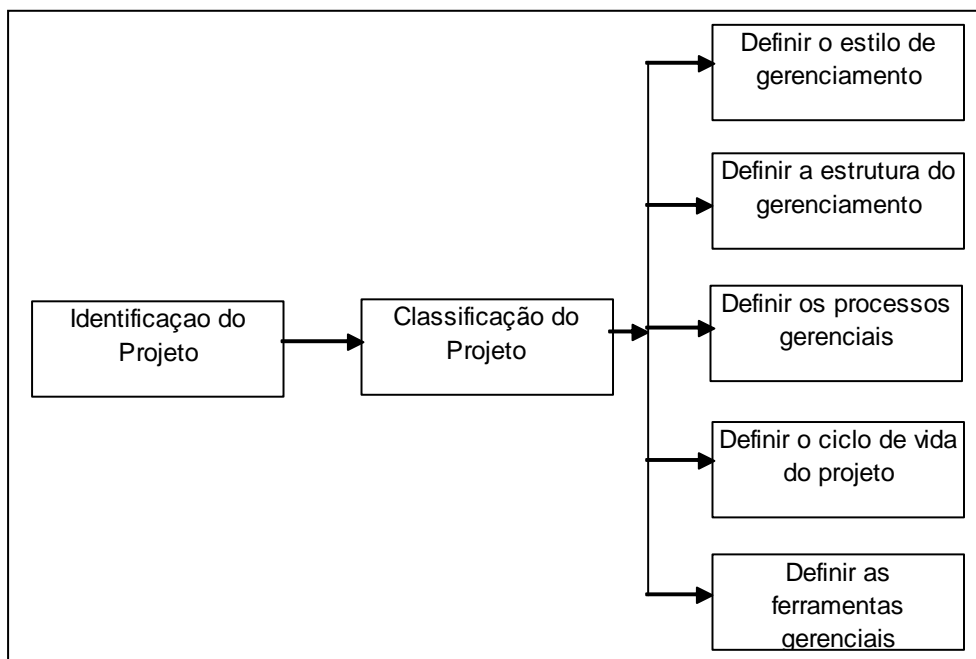 Identificaçao do
Projeto
Classificação do
Projeto
Definir o estilo de
gerenciamento
Definir a estrutura do
gerenciamento
Definir os processos
gerenciais
Definir o ciclo de vida
do projeto
Definir as
ferramentas
gerenciais